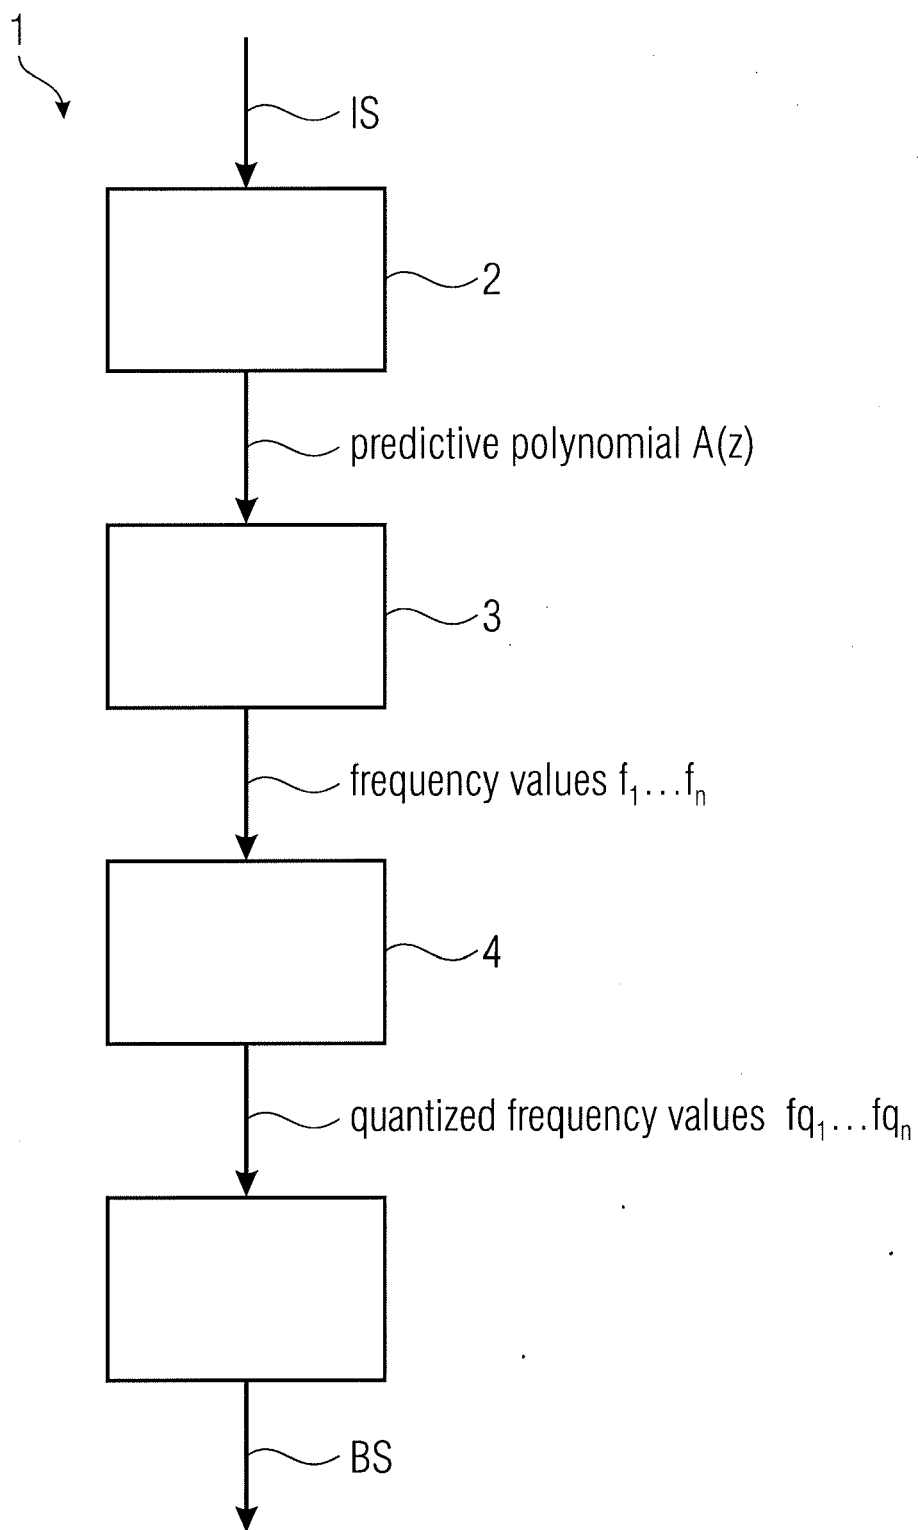 1
IS
2
predictive polynomial A(z)
3
frequency values f₁...fₙ
4
quantized frequency values fq₁...fqₙ
BS